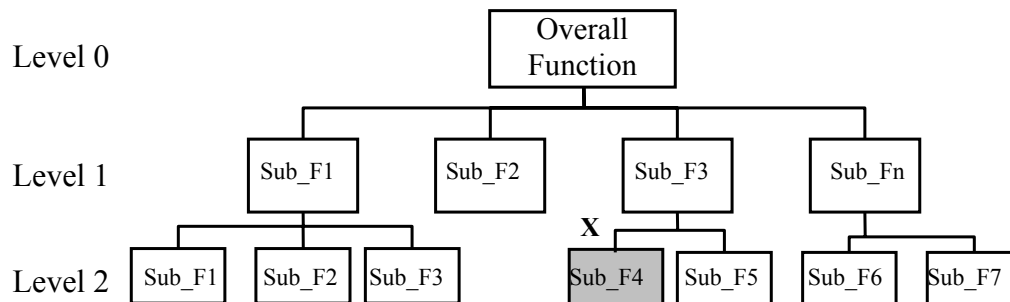 Level 0
Overall
Function
Level 1
Sub_F1
Sub_F2
Sub_F3
Sub_Fn
X
Level 2
Sub_F1
Sub_F2
Sub_F3
Sub_F4
Sub_F5
Sub_F6
Sub_F7